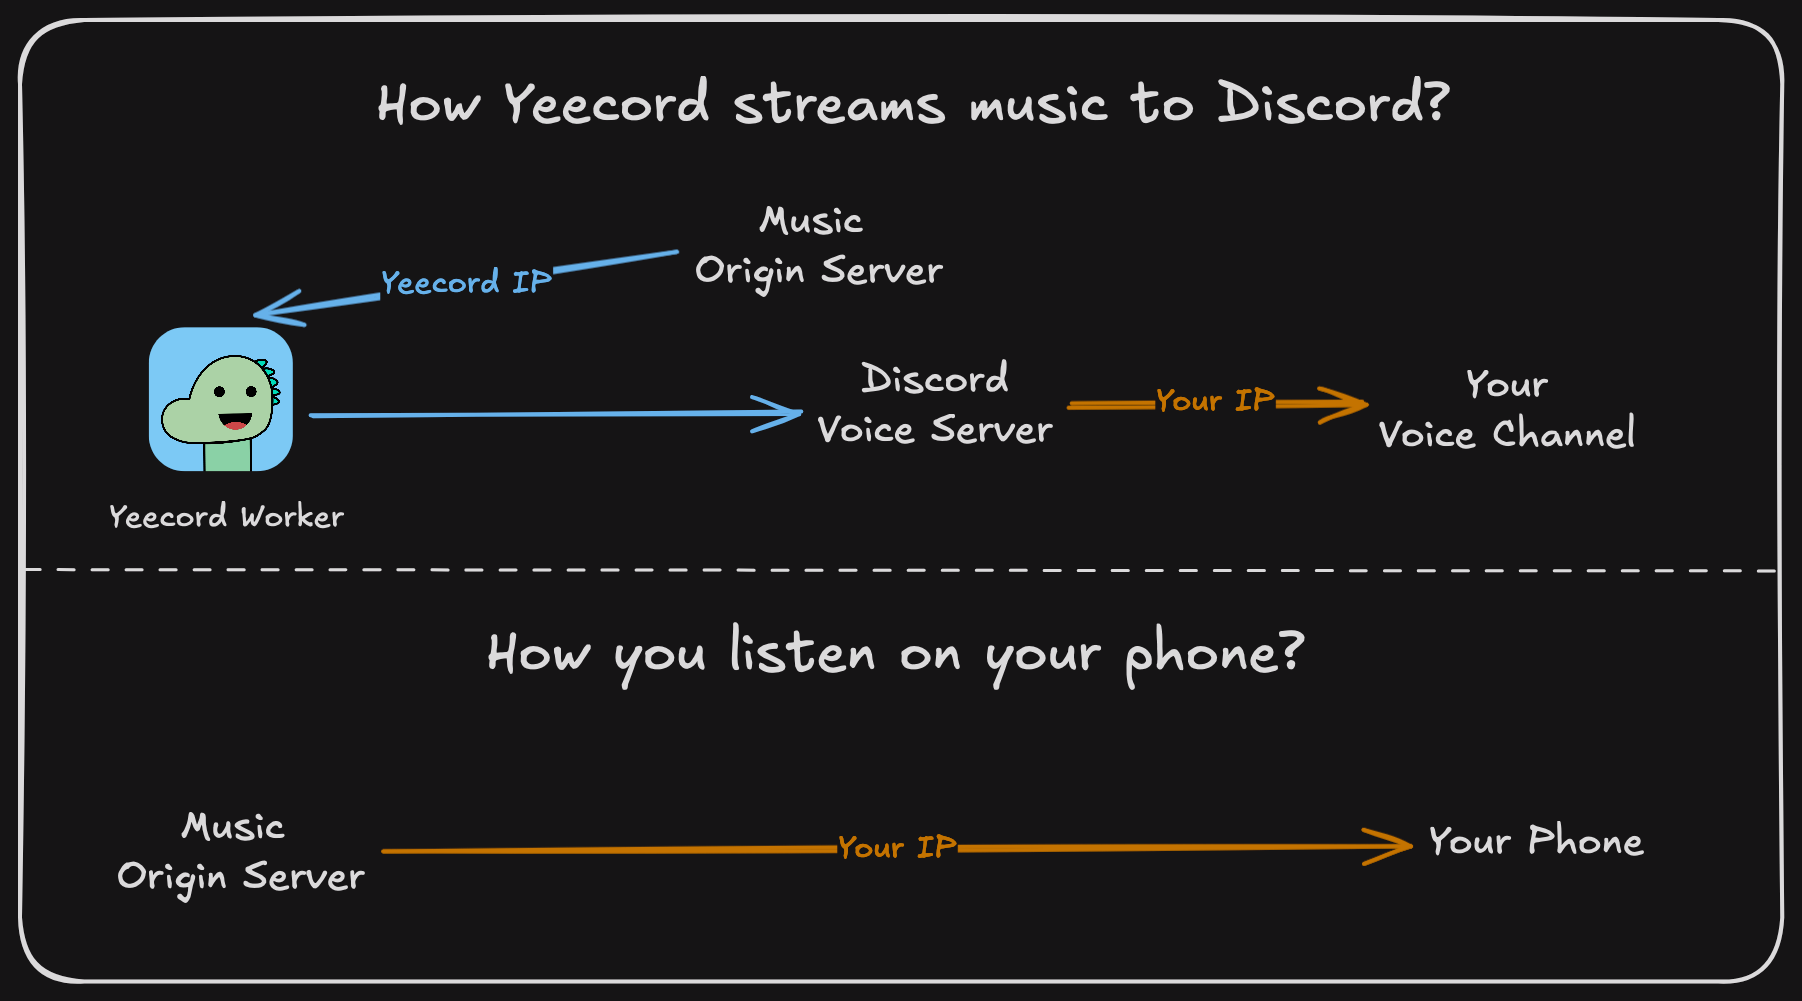 How Yeecord streams music to Discord?
Music
Origin Server
Yeecord IP
Discord
Voice Server
Your IP
Your
Voice Channel
Yeecord Worker
How you listen on your phone?
Music
Origin Server
Your IP
Your Phone